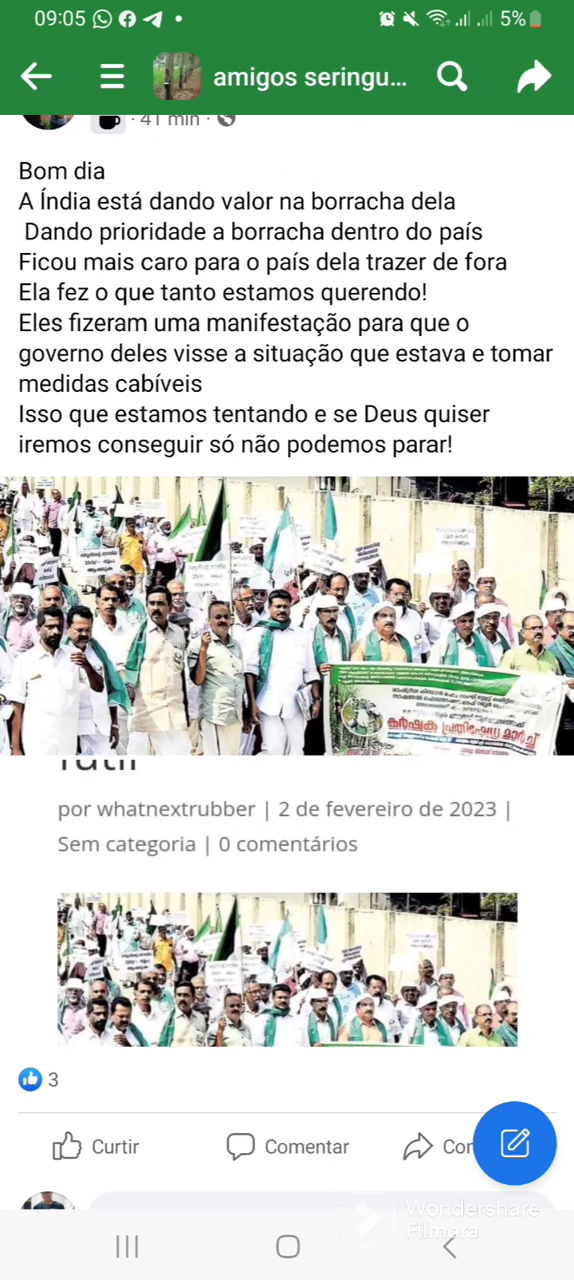 09:05
5%
amigos seringu...
41 min
Bom dia
A Índia está dando valor na borracha dela
Dando prioridade a borracha dentro do país
Ficou mais caro para o país dela trazer de fora
Ela fez o que tanto estamos querendo!
Eles fizeram uma manifestação para que o
governo deles visse a situação que estava e tomar
medidas cabíveis
Isso que estamos tentando e se Deus quiser
iremos conseguir só não podemos parar!
കർഷക പ്രതിഷേധ മാർച്ച്
por whatnextrubber | 2 de fevereiro de 2023 |
Sem categoria | 0 comentários
3
Curtir
Comentar
Wondershare
Filmora